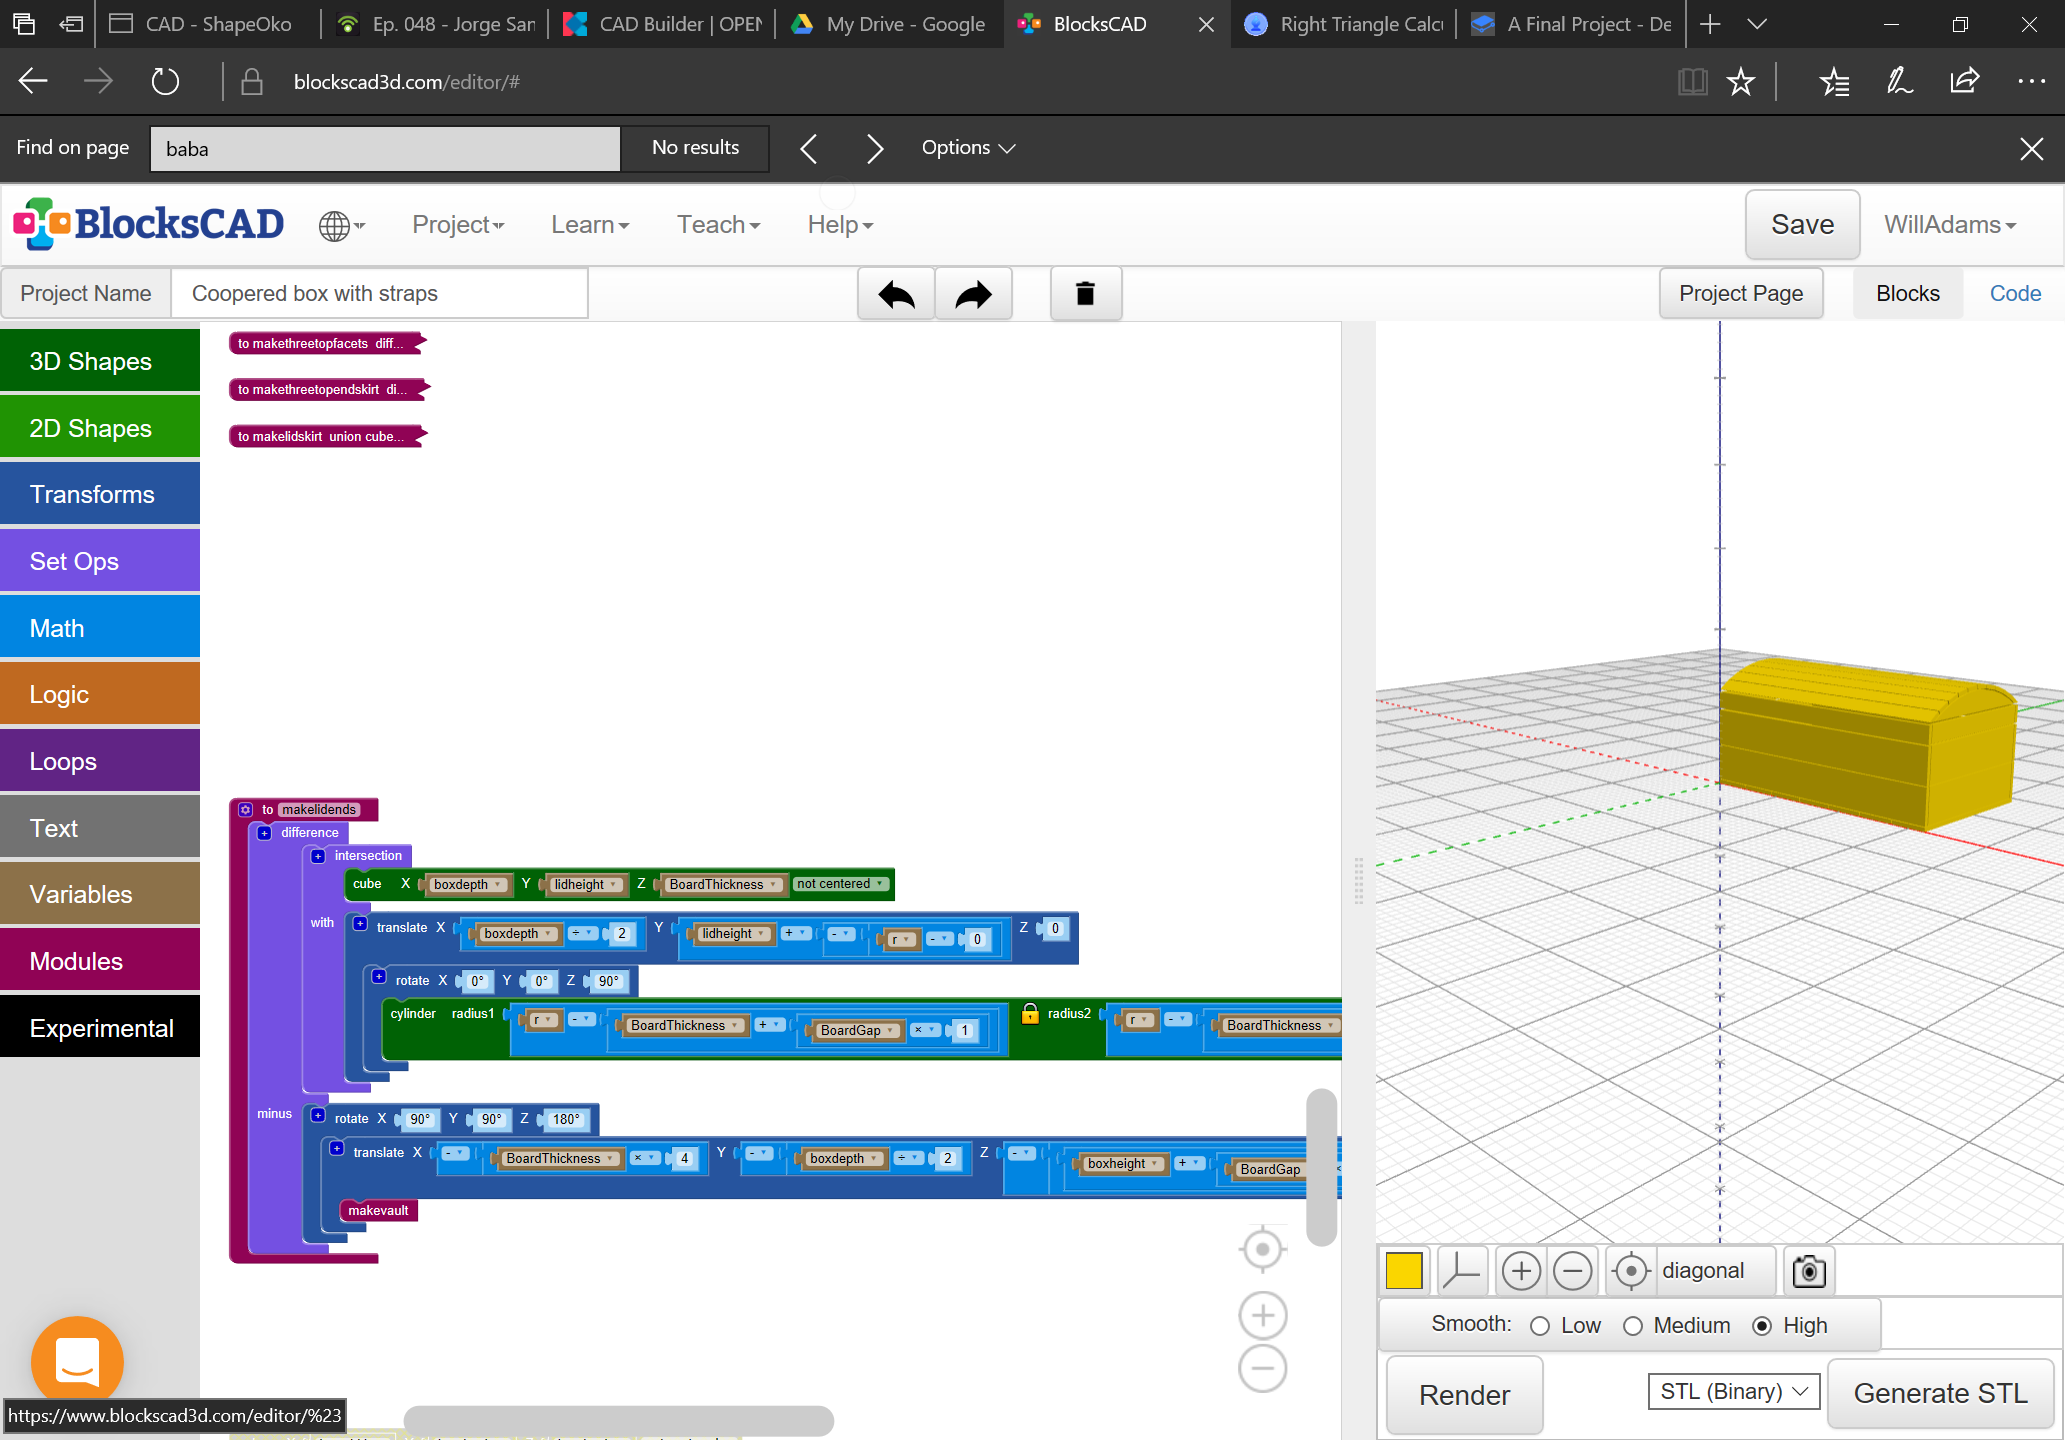 CAD - ShapeOko
Ep. 048 - Jorge San
CAD Builder | OPEN
My Drive - Google
BlocksCAD
Right Triangle Calcu
A Final Project - De
blockscad3d.com/editor/#
Find on page
baba
No results
Options
BlocksCAD
Project
Learn
Teach
Help
Save
WillAdams
Project Name
Coopered box with straps
Project Page
Blocks
Code
3D Shapes
2D Shapes
Transforms
Set Ops
Math
Logic
Loops
Text
Variables
Modules
Experimental
to makethreetopfacets diff...
to makethreetopendskirt di...
to makelidskirt union cube...
to makelidends
difference
intersection
cube X boxdepth Y lidheight Z BoardThickness not centered
with translate X boxdepth ÷ 2 Y lidheight + - r - 0 Z 0
rotate X 0° Y 0° Z 90°
cylinder radius1 r - BoardThickness + BoardGap × 1 radius2 r - BoardThickness
minus rotate X 90° Y 90° Z 180°
translate X - BoardThickness × 4 Y - boxdepth ÷ 2 Z - boxheight + BoardGap
makevault
diagonal
Smooth: Low Medium High
Render
STL (Binary)
Generate STL
https://www.blockscad3d.com/editor/%23